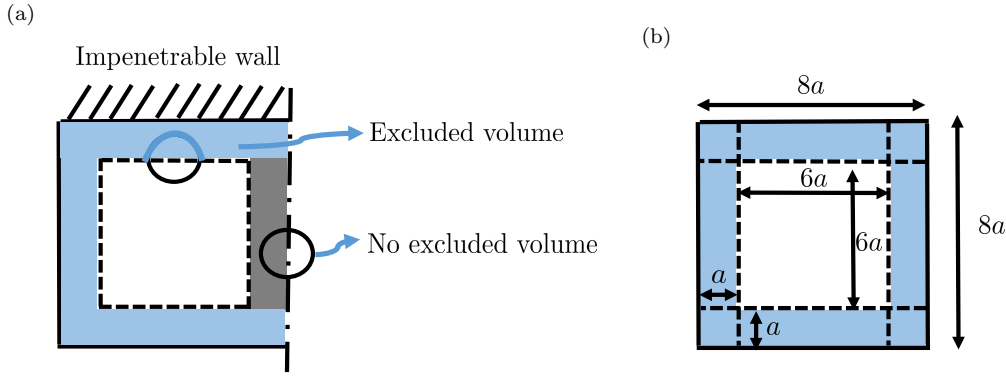 (a)
Impenetrable wall
Excluded volume
No excluded volume
(b)
8a
6a
6a
8a
a
a